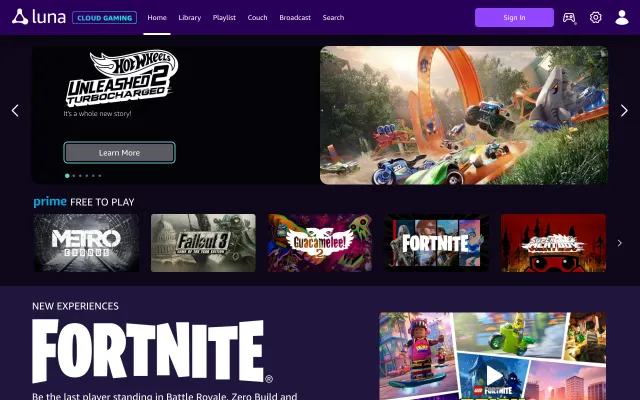 luna CLOUD GAMING Home Library Playlist Couch Broadcast Search Sign In
HOT WHEELS
UNLEASHED 2
TURBOCHARGED
It's a whole new story!
Learn More
prime FREE TO PLAY
METRO
EXODUS
Fallout 3
GAME OF THE YEAR EDITION
Guacamelee!
2
FORTNITE
NEW EXPERIENCES
FORTNITE®
LEGO FORTNITE
Be the last player standing in Battle Royale, Zero Build and